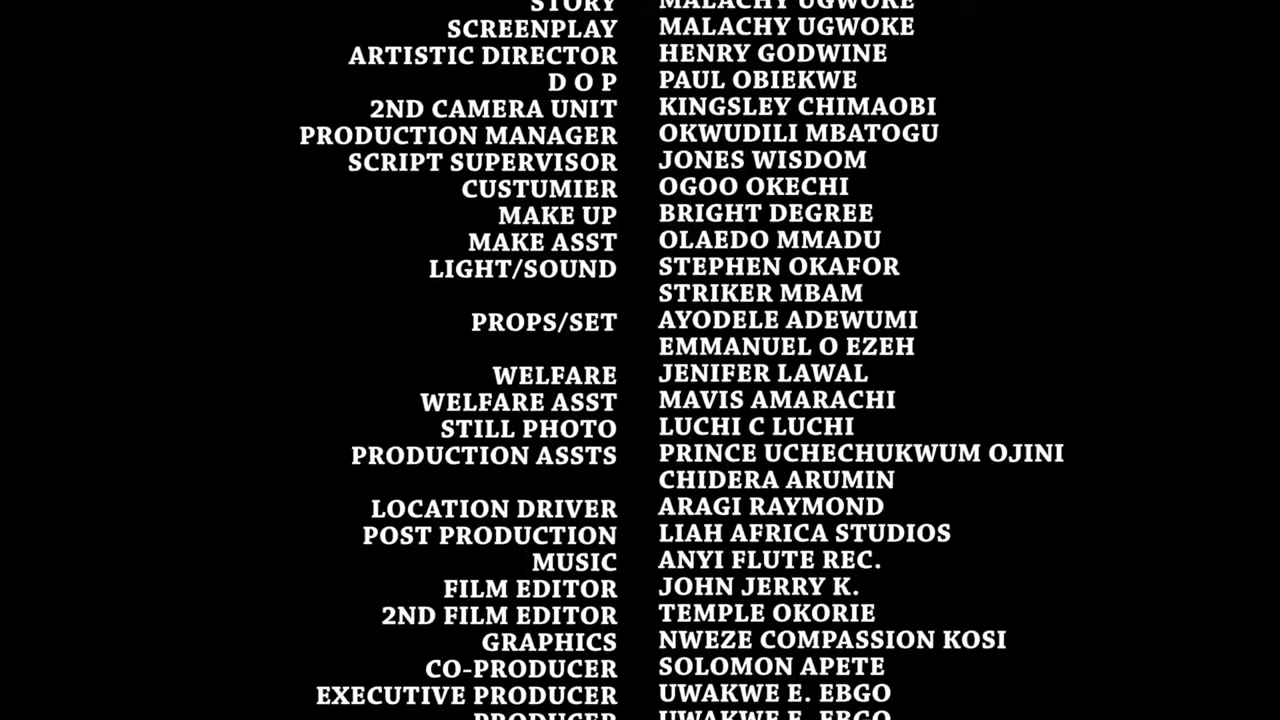 STORY MALACHY UGWOKE
SCREENPLAY MALACHY UGWOKE
ARTISTIC DIRECTOR HENRY GODWINE
D O P PAUL OBIEKWE
2ND CAMERA UNIT KINGSLEY CHIMAOBI
PRODUCTION MANAGER OKWUDILI MBATOGU
SCRIPT SUPERVISOR JONES WISDOM
CUSTUMIER OGOO OKECHI
MAKE UP BRIGHT DEGREE
MAKE ASST OLAEDO MMADU
LIGHT/SOUND STEPHEN OKAFOR
STRIKER MBAM
PROPS/SET AYODELE ADEWUMI
EMMANUEL O EZEH
WELFARE JENIFER LAWAL
WELFARE ASST MAVIS AMARACHI
STILL PHOTO LUCHI C LUCHI
PRODUCTION ASSTS PRINCE UCHECHUKWUM OJINI
CHIDERA ARUMIN
LOCATION DRIVER ARAGI RAYMOND
POST PRODUCTION LIAH AFRICA STUDIOS
MUSIC ANYI FLUTE REC.
FILM EDITOR JOHN JERRY K.
2ND FILM EDITOR TEMPLE OKORIE
GRAPHICS NWEZE COMPASSION KOSI
CO-PRODUCER SOLOMON APETE
EXECUTIVE PRODUCER UWAKWE E. EBGO
PRODUCER UWAKWE E. EBGO